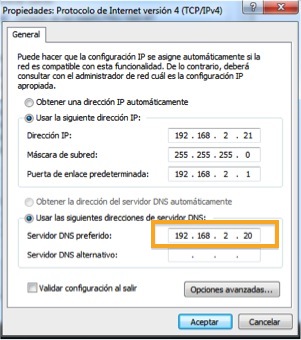 Propiedades: Protocolo de Internet versión 4 (TCP/IPv4)
General
Puede hacer que la configuración IP se asigne automáticamente si la
red es compatible con esta funcionalidad. De lo contrario, deberá
consultar con el administrador de red cuál es la configuración IP
apropiada.
Obtener una dirección IP automáticamente
Usar la siguiente dirección IP:
Dirección IP: 192 . 168 . 2 . 21
Máscara de subred: 255 . 255 . 255 . 0
Puerta de enlace predeterminada: 192 . 168 . 2 . 1
Obtener la dirección del servidor DNS automáticamente
Usar las siguientes direcciones de servidor DNS:
Servidor DNS preferido: 192 . 168 . 2 . 20
Servidor DNS alternativo: . . .
Validar configuración al salir
Opciones avanzadas...
Aceptar Cancelar